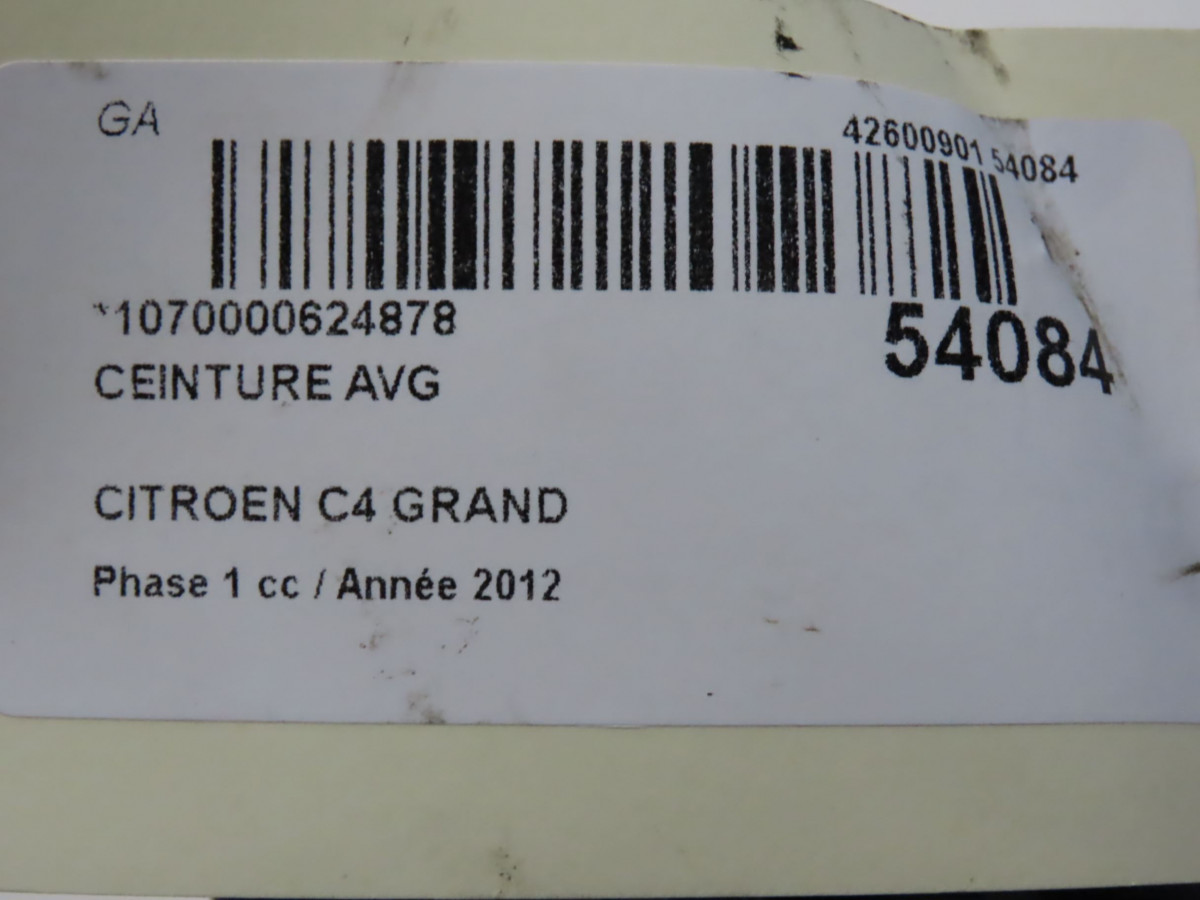 GA
42600901 54084
*1070000624878
54084
CEINTURE AVG
CITROEN C4 GRAND
Phase 1 cc / Année 2012